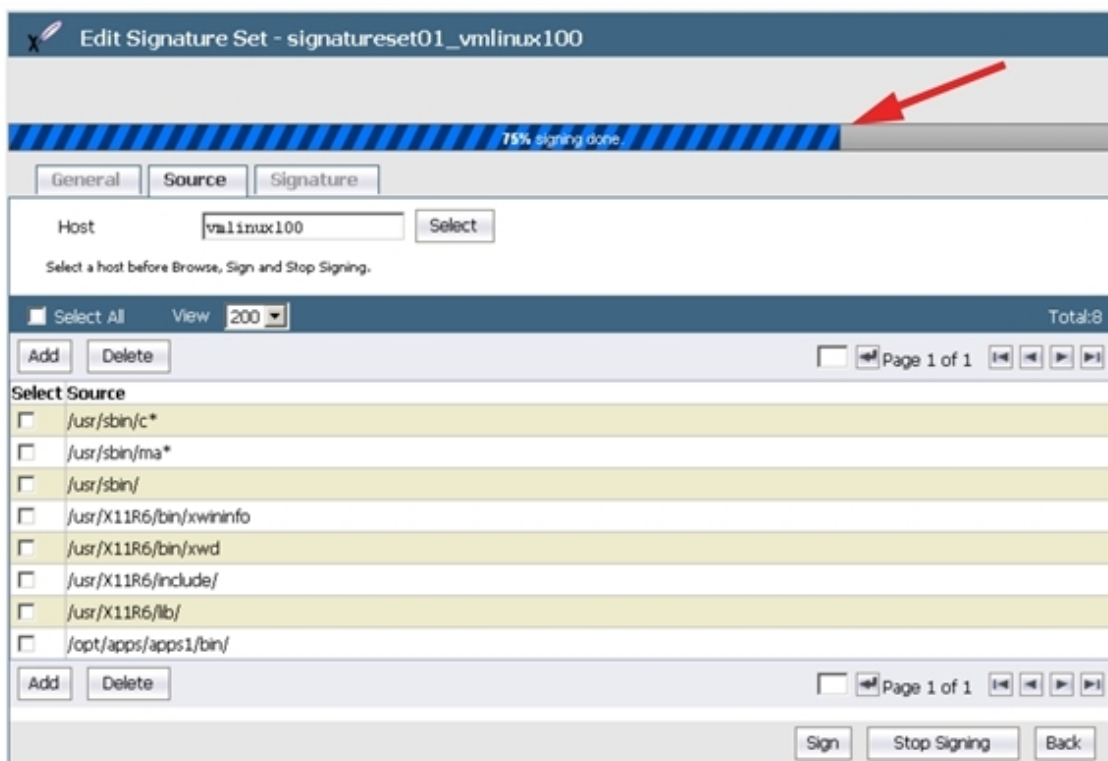 Edit Signature Set - signatureset01_vmlinux100
75% signing done.
General Source Signature
Host vmlinux100 Select
Select a host before Browse, Sign and Stop Signing.
Select All View 200 Total:8
Add Delete Page 1 of 1
Select Source
/usr/sbin/c*
/usr/sbin/ma*
/usr/sbin/
/usr/X11R6/bin/xwininfo
/usr/X11R6/bin/xwd
/usr/X11R6/include/
/usr/X11R6/lib/
/opt/apps/apps1/bin/
Add Delete Page 1 of 1
Sign Stop Signing Back